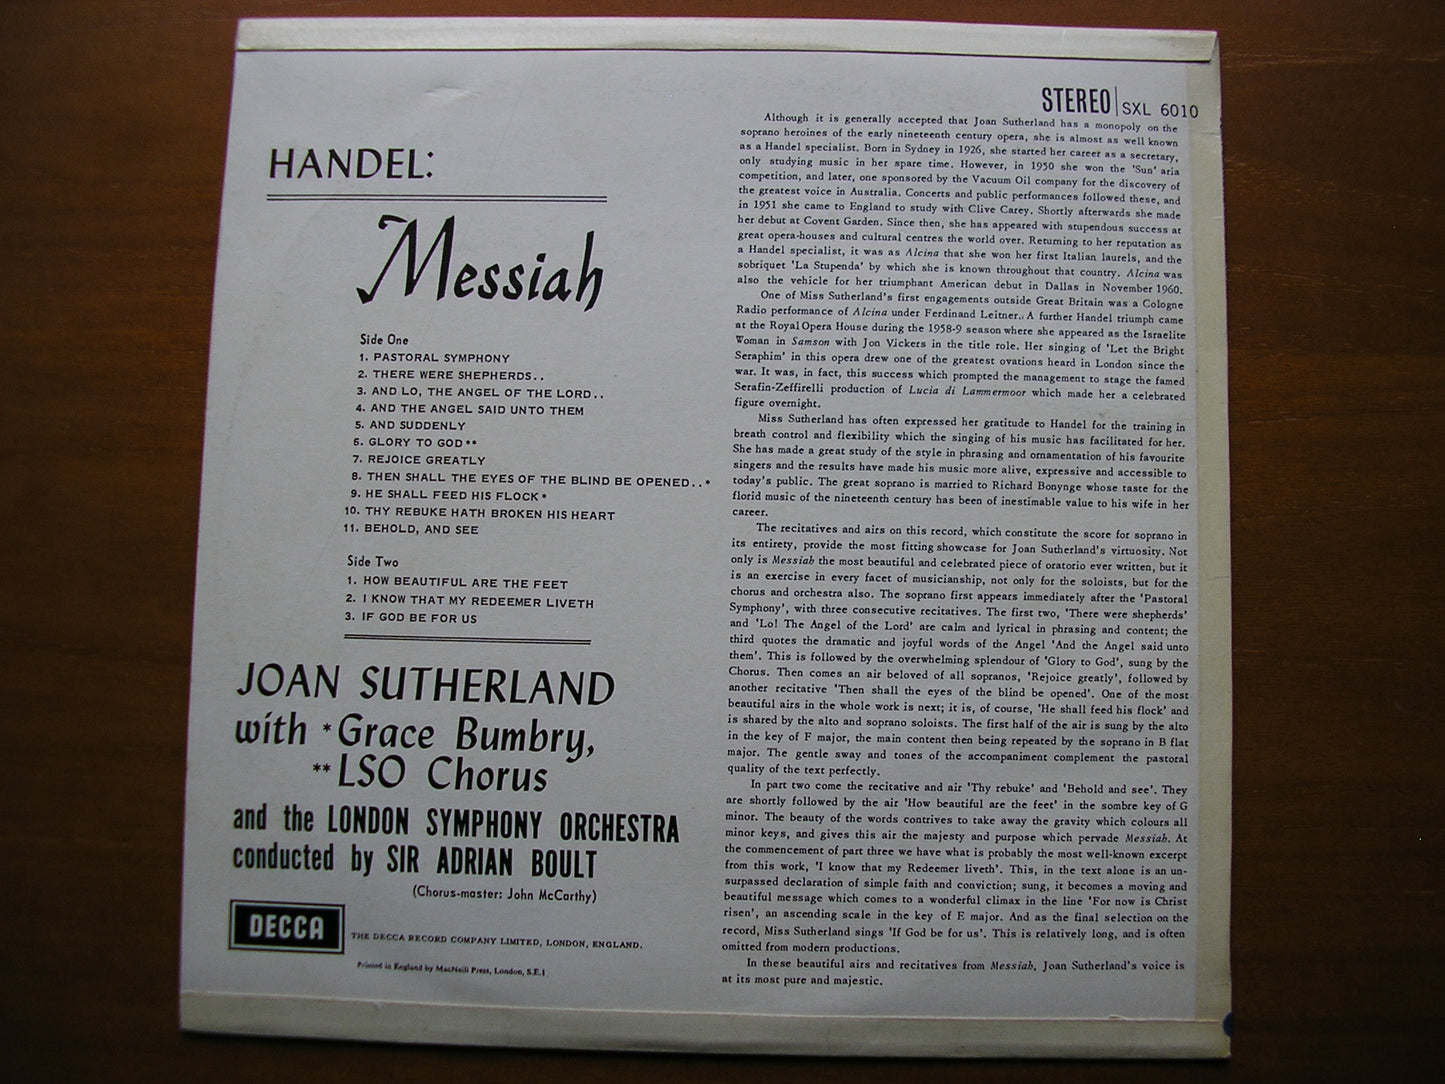 HANDEL:
Messiah
Side One
1. PASTORAL SYMPHONY
2. THERE WERE SHEPHERDS..
3. AND LO, THE ANGEL OF THE LORD..
4. AND THE ANGEL SAID UNTO THEM
5. AND SUDDENLY
6. GLORY TO GOD**
7. REJOICE GREATLY
8. THEN SHALL THE EYES OF THE BLIND BE OPENED..*
9. HE SHALL FEED HIS FLOCK*
10. THY REBUKE HATH BROKEN HIS HEART
11. BEHOLD, AND SEE
Side Two
1. HOW BEAUTIFUL ARE THE FEET
2. I KNOW THAT MY REDEEMER LIVETH
3. IF GOD BE FOR US
JOAN SUTHERLAND
with *Grace Bumbry,
**LSO Chorus
and the LONDON SYMPHONY ORCHESTRA
conducted by SIR ADRIAN BOULT
(Chorus-master: John McCarthy)
DECCA
THE DECCA RECORD COMPANY LIMITED, LONDON, ENGLAND.
Printed in England by MacNeill Press, London, S.E.1
STEREO|SXL 6010
Although it is generally accepted that Joan Sutherland has a monopoly on the
soprano heroines of the early nineteenth century opera, she is almost as well known
as a Handel specialist. Born in Sydney in 1926, she started her career as a secretary,
only studying music in her spare time. However, in 1950 she won the 'Sun' aria
competition, and later, one sponsored by the Vacuum Oil company for the discovery of
the greatest voice in Australia. Concerts and public performances followed these, and
in 1951 she came to England to study with Clive Carey. Shortly afterwards she made
her debut at Covent Garden. Since then, she has appeared with stupendous success at
great opera-houses and cultural centres the world over. Returning to her reputation as
a Handel specialist, it was as Alcina that she won her first Italian laurels, and the
sobriquet 'La Stupenda' by which she is known throughout that country. Alcina was
also the vehicle for her triumphant American debut in Dallas in November 1960.
One of Miss Sutherland's first engagements outside Great Britain was a Cologne
Radio performance of Alcina under Ferdinand Leitner. A further Handel triumph came
at the Royal Opera House during the 1958-9 season where she appeared as the Israelite
Woman in Samson with Jon Vickers in the title role. Her singing of 'Let the Bright
Seraphim' in this opera drew one of the greatest ovations heard in London since the
war. It was, in fact, this success which prompted the management to stage the famed
Serafin-Zeffirelli production of Lucia di Lammermoor which made her a celebrated
figure overnight.
Miss Sutherland has often expressed her gratitude to Handel for the training in
breath control and flexibility which the singing of his music has facilitated for her.
She has made a great study of the style in phrasing and ornamentation of his favourite
singers and the results have made his music more alive, expressive and accessible to
today's public. The great soprano is married to Richard Bonynge whose taste for the
florid music of the nineteenth century has been of inestimable value to his wife in her
career.
The recitatives and airs on this record, which constitute the score for soprano in
its entirety, provide the most fitting showcase for Joan Sutherland's virtuosity. Not
only is Messiah the most beautiful and celebrated piece of oratorio ever written, but it
is an exercise in every facet of musicianship, not only for the soloists, but for the
chorus and orchestra also. The soprano first appears immediately after the 'Pastoral
Symphony', with three consecutive recitatives. The first two, 'There were shepherds'
and 'Lo! The Angel of the Lord' are calm and lyrical in phrasing and content; the
third quotes the dramatic and joyful words of the Angel 'And the Angel said unto
them'. This is followed by the overwhelming splendour of 'Glory to God', sung by the
Chorus. Then comes an air beloved of all sopranos, 'Rejoice greatly', followed by
another recitative 'Then shall the eyes of the blind be opened'. One of the most
beautiful airs in the whole work is next; it is, of course, 'He shall feed his flock' and
is shared by the alto and soprano soloists. The first half of the air is sung by the alto
in the key of F major, the main content then being repeated by the soprano in B flat
major. The gentle sway and tones of the accompaniment complement the pastoral
quality of the text perfectly.
In part two come the recitative and air 'Thy rebuke' and 'Behold and see'. They
are shortly followed by the air 'How beautiful are the feet' in the sombre key of G
minor. The beauty of the words contrives to take away the gravity which colours all
minor keys, and gives this air the majesty and purpose which pervade Messiah. At
the commencement of part three we have what is probably the most well-known excerpt
from this work, 'I know that my Redeemer liveth'. This, in the text alone is an un-
surpassed declaration of simple faith and conviction; sung, it becomes a moving and
beautiful message which comes to a wonderful climax in the line 'For now is Christ
risen', an ascending scale in the key of E major. And as the final selection on the
record, Miss Sutherland sings 'If God be for us'. This is relatively long, and is often
omitted from modern productions.
In these beautiful airs and recitatives from Messiah, Joan Sutherland's voice is
at its most pure and majestic.